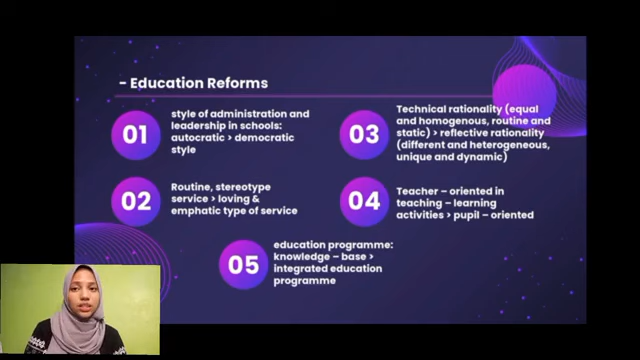 - Education Reforms
01
style of administration and
leadership in schools:
autocratic > democratic
style
02
Routine, stereotype
service > loving &
emphatic type of service
03
Technical rationality (equal
and homogenous, routine and
static) > reflective rationality
(different and heterogeneous,
unique and dynamic)
04
Teacher – oriented in
teaching – learning
activities > pupil – oriented
05
education programme:
knowledge – base >
integrated education
programme